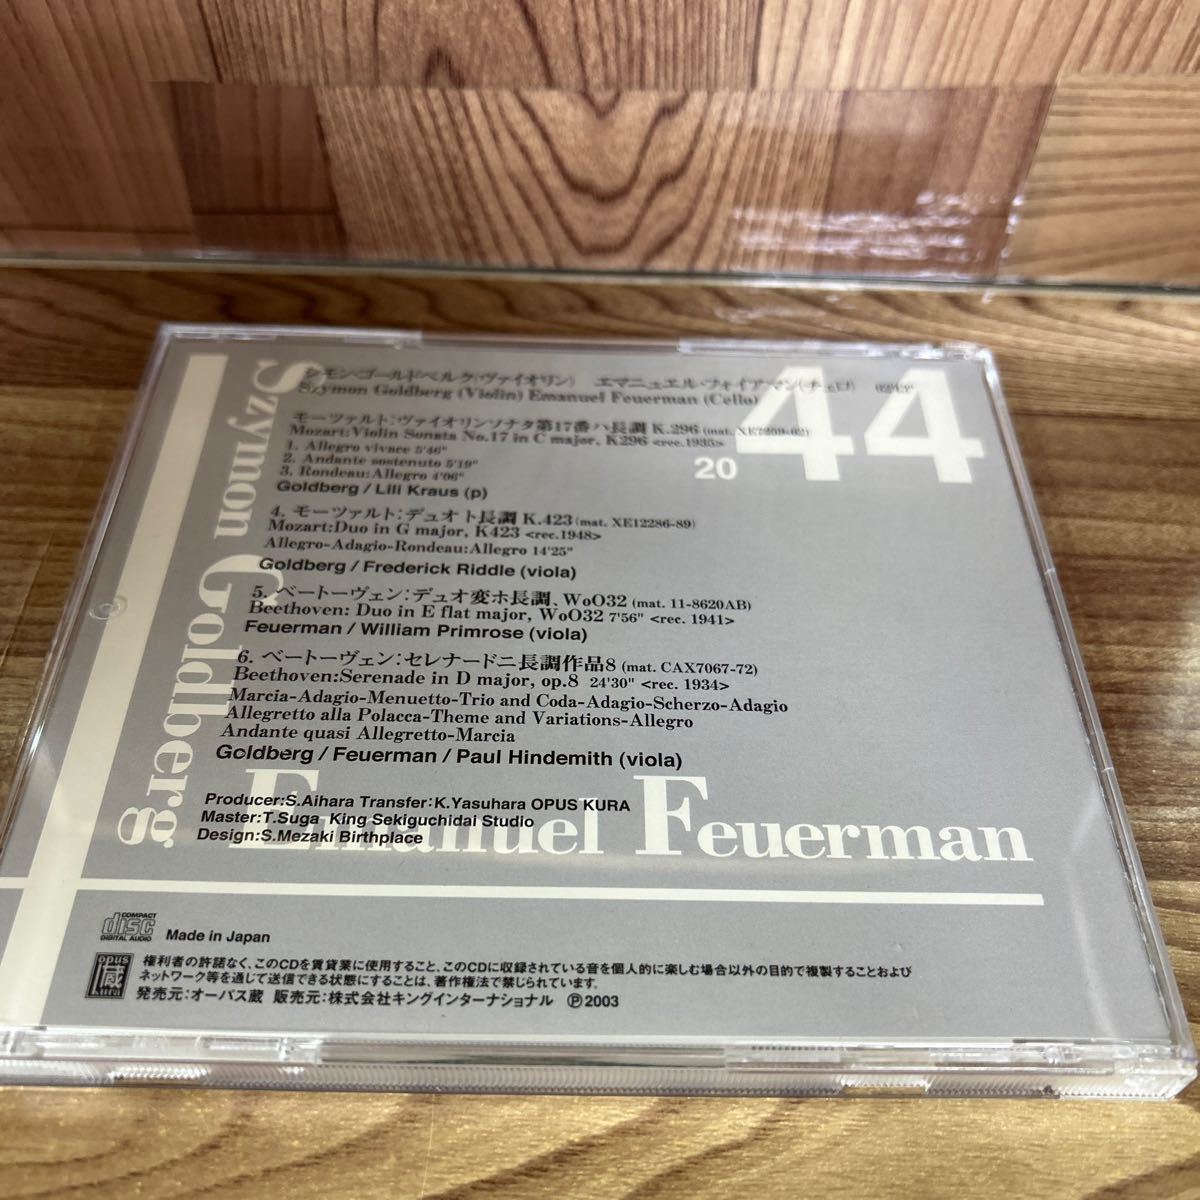 シモン・ゴールドベルク(ヴァイオリン) エマニュエル・フォイアマン(チェロ)
Szymon Goldberg (Violin) Emanuel Feuerman (Cello)
20 44
モーツァルト:ヴァイオリンソナタ第17番ハ長調 K.296
Mozart:Violin Sonata No.17 in C major, K296 <rec.1935>
1. Allegro vivace 5'46"
2. Andante sostenuto 5'19"
3. Rondeau:Allegro 4'06"
Goldberg / Lili Kraus (p)
4. モーツァルト:デュオト長調 K.423 (mat. XE12286-89)
Mozart:Duo in G major, K423 <rec.1948>
Allegro-Adagio-Rondeau:Allegro 14'25"
Goldberg / Frederick Riddle (viola)
5. ベートーヴェン:デュオ変ホ長調、WoO32 (mat. 11-8620AB)
Beethoven: Duo in E flat major, WoO32 7'56" <rec. 1941>
Feuerman / William Primrose (viola)
6. ベートーヴェン:セレナードニ長調作品8 (mat. CAX7067-72)
Beethoven:Serenade in D major, op.8 24'30" <rec. 1934>
Marcia-Adagio-Menuetto-Trio and Coda-Adagio-Scherzo-Adagio
Allegretto alla Polacca-Theme and Variations-Allegro
Andante quasi Allegretto-Marcia
Goldberg / Feuerman / Paul Hindemith (viola)
Producer:S.Aihara Transfer:K.Yasuhara OPUS KURA
Master:T.Suga King Sekiguchidai Studio
Design:S.Mezaki Birthplace
Szymon Goldberg
Emanuel Feuerman
COMPACT disc DIGITAL AUDIO
Made in Japan
opus 蔵 kura
権利者の許諾なく、このCDを賃貸業に使用すること、このCDに収録されている音を個人的に楽しむ場合以外の目的で複製することおよび
ネットワーク等を通じて送信できる状態にすることは、著作権法で禁じられています。
発売元:オーパス蔵 販売元:株式会社キングインターナショナル Ⓟ2003